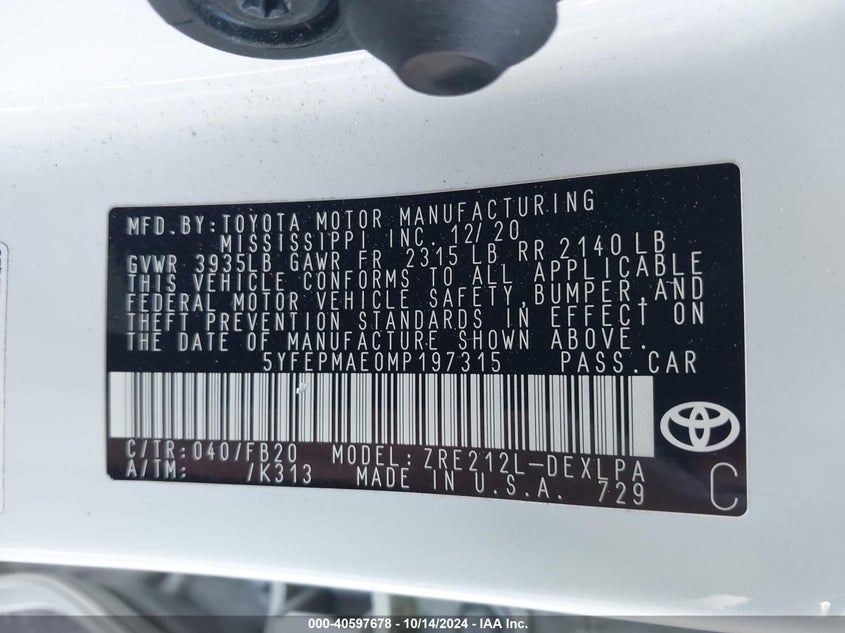 MFD.BY:TOYOTA MOTOR MANUFACTURING
MISSISSIPPI INC. 12/20
GVWR 3935LB GAWR FR 2315 LB RR 2140LB
THIS VEHICLE CONFORMS TO ALL APPLICABLE
FEDERAL MOTOR VEHICLE SAFETY,BUMPER,AND
THEFT PREVENTION STANDARDS IN EFFECT ON
THE DATE OF MANUFACTURE SHOWN ABOVE.
5YFEPMAE0MP197315 PASS.CAR
C/TR:040/FB20 MODEL:ZRE212L-DEXLPA
A/TM: /K313 MADE IN U.S.A. 729
C
000-40597678 - 10/14/2024 - IAA Inc.